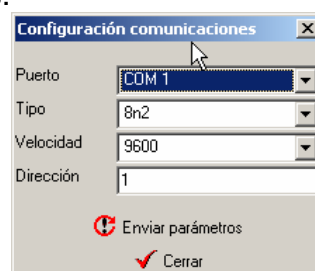 Configuración comunicaciones
Puerto COM 1
Tipo 8n2
Velocidad 9600
Dirección 1
Enviar parámetros
Cerrar